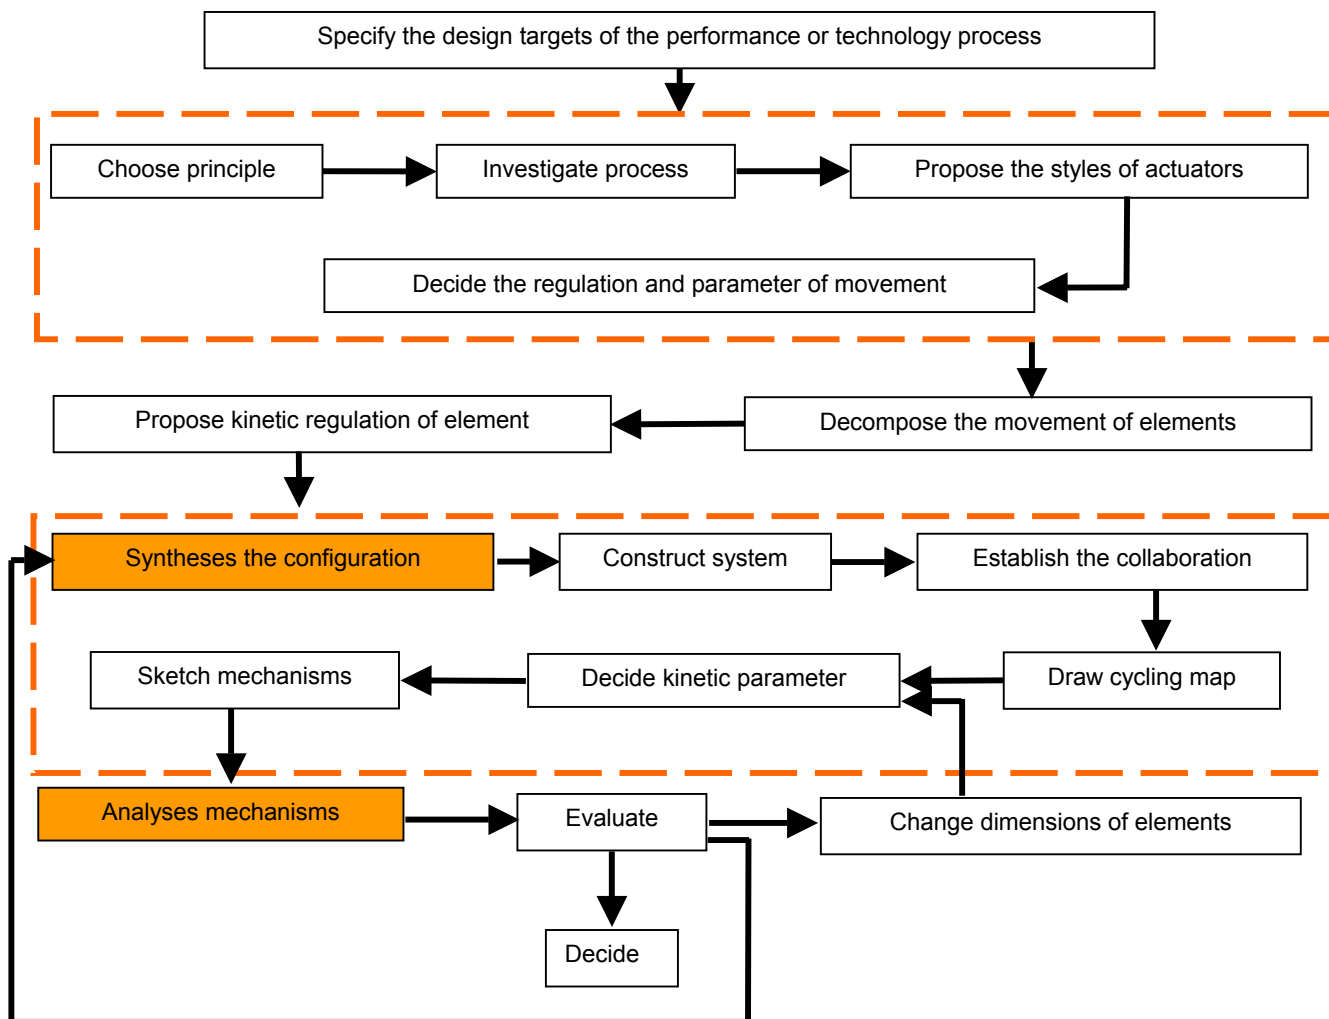 Specify the design targets of the performance or technology process
Choose principle
Investigate process
Propose the styles of actuators
Decide the regulation and parameter of movement
Propose kinetic regulation of element
Decompose the movement of elements
Syntheses the configuration
Construct system
Establish the collaboration
Sketch mechanisms
Decide kinetic parameter
Draw cycling map
Analyses mechanisms
Evaluate
Change dimensions of elements
Decide